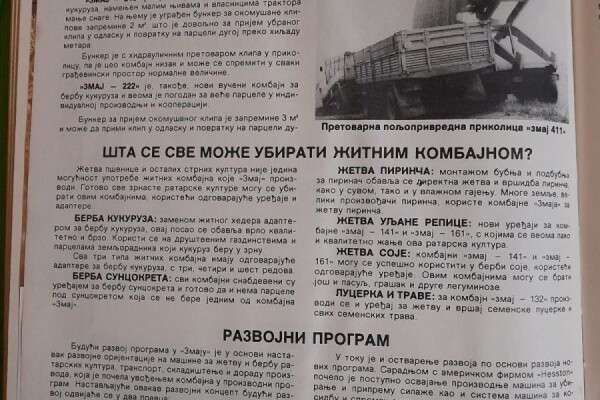 кукуруза, намењен малим њивама и власницима трактора
мање снаге. На њему је уграђен бункер за окомушане кли-
пове запремине 2 м³, што је довољно за пријем убраног
клипа у одласку и повратку на парцели дугој преко хиљаду
метара.
Бункер је с хидрауличним претоваром клипа у прико-
лицу, па је цео комбајн низак и може се спремити у сваки
грађевински простор нормалне величине.
»ЗМАЈ — 222« је, такође, нови вучени комбајн за
бербу кукуруза и веома је погодан за веће парцеле у инди-
видуалној производњи и кооперацији.
Бункер за пријем окомушаног клипа је запремине 3 м³
и може да прими клип у одласку и повратку на парцели ду-
Претоварна пољопривредна приколица »змај 411«
ШТА СЕ СВЕ МОЖЕ УБИРАТИ ЖИТНИМ КОМБАЈНОМ?
Жетва пшенице и осталих стрних култура није једина
могућност употребе житних комбајна које »Змај« произ-
води. Готово све зрнасте ратарске културе могу се уби-
рати овим комбајнима, користећи одговарајуће уређаје и
адаптере.
БЕРБА КУКУРУЗА: заменом житног хедера адапте-
ром за бербу кукуруза, овај посао се обавља врло квали-
тетно и брзо. Користи се на друштвеним газдинствима и
парцелама земљорадника који кукуруз беру у зрну.
Сва три типа житних комбајна имају одговарајуће
адаптере за бербу кукуруза, с три, четири и шест редова.
БЕРБА СУНЦОКРЕТА: сви комбајни снабдевени су
уређајем за бербу сунцокрета и готово да и нема парцеле
под сунцокретом која се не бере једним од комбајна
»Змај«.
ЖЕТВА ПИРИНЧА: монтажом бубња и подбубња
за пиринач обавља се директна жетва и вршидба пиринча,
како у сувом, тако и у влажном гајењу. Многе земље, ве-
лики произвођачи пиринча, користе комбајне »Змаја« за
жетву пиринча.
ЖЕТВА УЉАНЕ РЕПИЦЕ: нови уређаји за ком-
бајне »змај — 141« и »змај — 161«, с којима се веома лако
и квалитетно жање ова ратарска култура.
ЖЕТВА СОЈЕ: комбајни »змај — 141« и »змај -
161« могу се успешно користити у берби соје, користећи
одговарајуће уређаје. Овим комбајнима могу се брати
још и пасуљ, грашак и друге легуминозе.
ЛУЦЕРКА И ТРАВЕ: за комбајн »змај — 132« произ-
води се и уређај за жетву и вршај семенске луцерке и
свих семенских трава.
РАЗВОЈНИ ПРОГРАМ
Будући развој програма у »Змају« је у основи настa-
вак развојне оријентације на машине за жетву и бербу ра-
тарских култура, транспорт, складиштење и дораду произ-
вода, која је почела увођењем комбајна у производни про-
грам. Настављајући овакав развојни концепт будући раз-
вој одвијаће се у два правца:
У току је и остварење развоја по основи развоја но-
вих програма. Сарадњом с америчком фирмом »Hesston«
почело је поступно освајање производње машина за уби-
рање и припрему силаже као и система машина за ко-